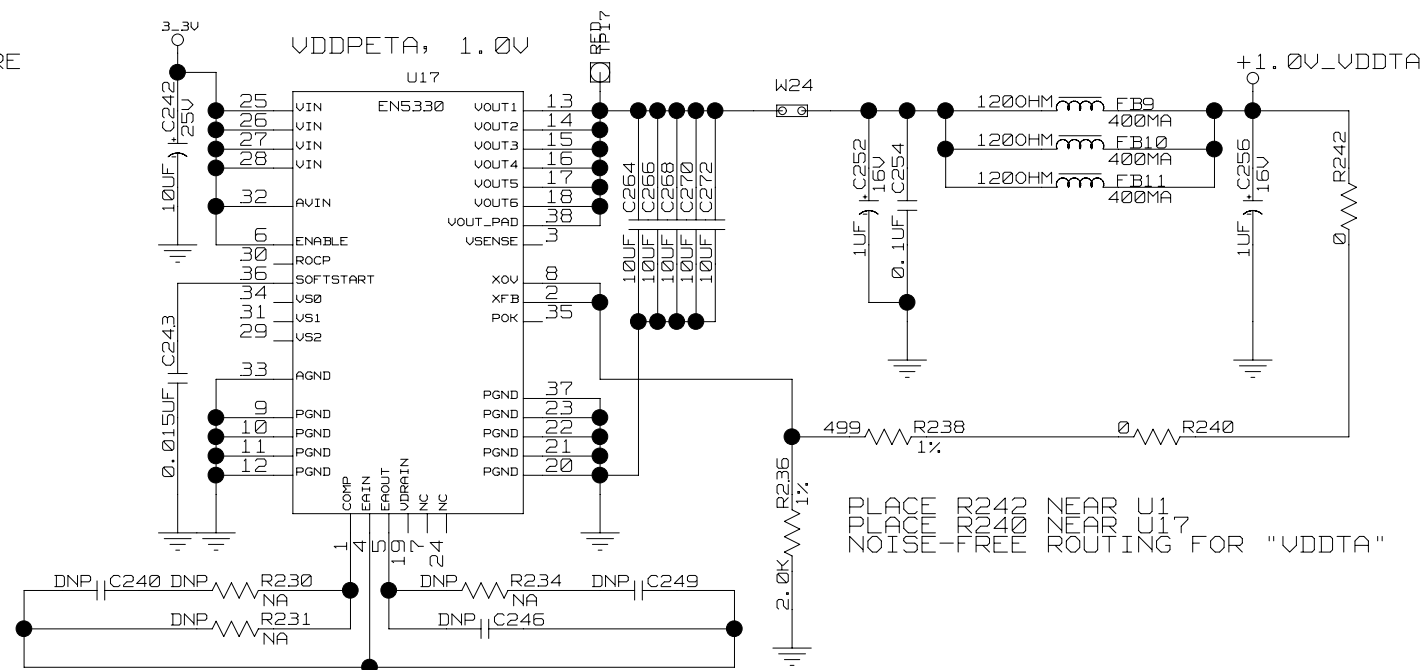 RE
3_3V
VDDPETA, 1.0V
RED
TP17
+1.0V_VDDTA
U17
EN5330
C242
25V
10UF
25 VIN
26 VIN
27 VIN
28 VIN
32 AVIN
6 ENABLE
30 ROCP
36 SOFTSTART
34 VS0
31 VS1
29 VS2
33 AGND
9 PGND
10 PGND
11 PGND
12 PGND
VOUT1 13
VOUT2 14
VOUT3 15
VOUT4 16
VOUT5 17
VOUT6 18
VOUT_PAD 38
VSENSE 3
XOV 8
XFB 2
POK 35
PGND 37
PGND 23
PGND 22
PGND 21
PGND 20
COMP 1
EAIN 4
EAOUT 5
VDRAIN 19
NC 7
NC 24
C243
0.015UF
C264 10UF
C266 10UF
C268 10UF
C270 10UF
C272 10UF
W24
C252
16V
1UF
C254
0.1UF
120OHM FB9
400MA
120OHM FB10
400MA
120OHM FB11
400MA
C256
16V
1UF
R242
0
499 R238
1%
0 R240
R236
1%
2.0K
PLACE R242 NEAR U1
PLACE R240 NEAR U17
NOISE-FREE ROUTING FOR "VDDTA"
DNP C240 DNP R230
NA
DNP R231
NA
DNP R234
NA
DNP C249
DNP C246